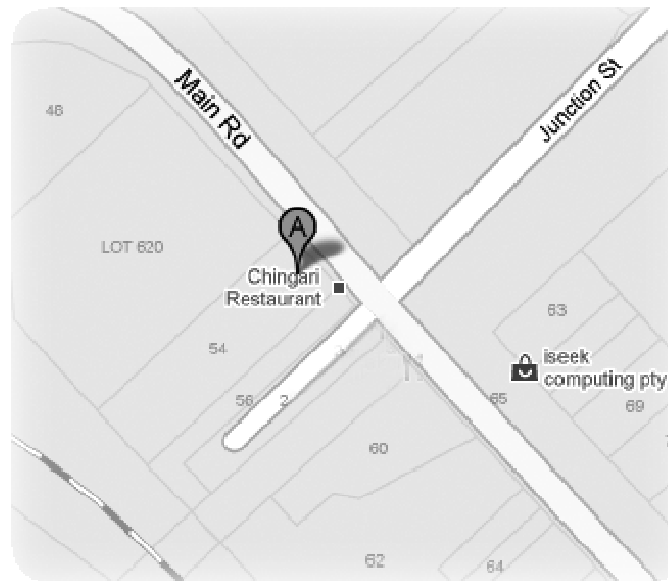 Main Rd
Junction St
48
A
LOT 620
Chingari
Restaurant
63
54
iseek
computing pty
56
2
65
69
60
62
64